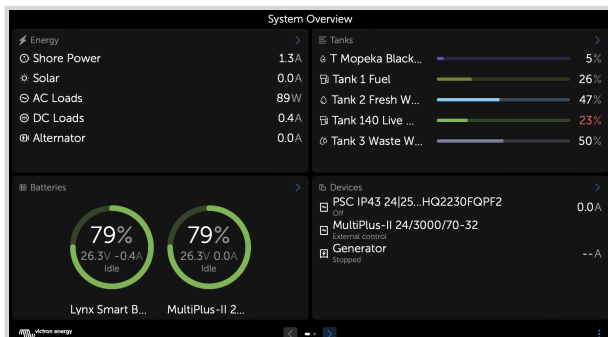 System Overview
Energy
Shore Power 1.3A
Solar 0.0A
AC Loads 89W
DC Loads 0.4A
Alternator 0.0A
Tanks
T Mopeka Black... 5%
Tank 1 Fuel 26%
Tank 2 Fresh W... 47%
Tank 140 Live ... 23%
Tank 3 Waste W... 50%
Batteries
79%
26.3V -0.4A
Idle
Lynx Smart B...
79%
26.3V 0.0A
Idle
MultiPlus-II 2...
Devices
PSC IP43 24|25...HQ2230FQPF2 0.0A
Off
MultiPlus-II 24/3000/70-32
External control
Generator --A
Stopped
victron energy